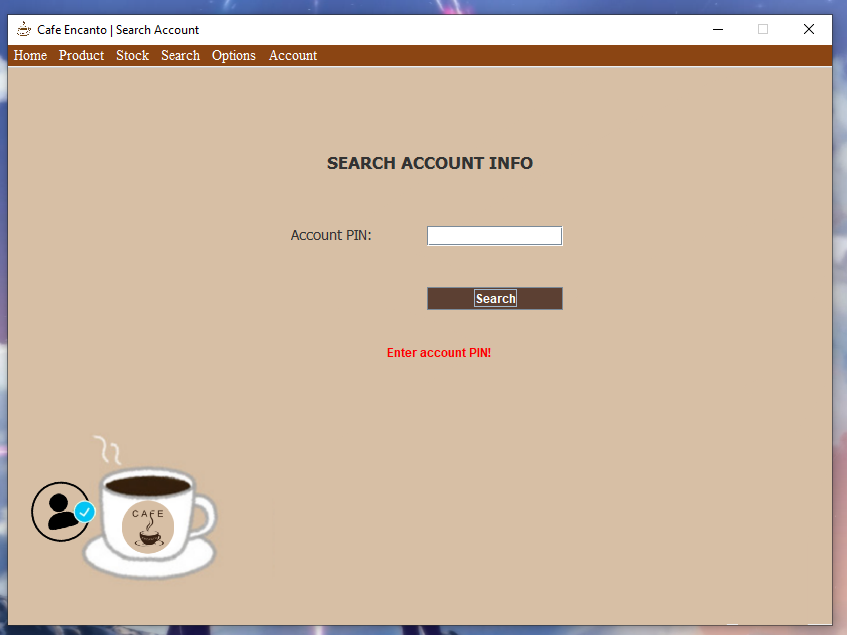 Cafe Encanto | Search Account
Home Product Stock Search Options Account
SEARCH ACCOUNT INFO
Account PIN:
Search
Enter account PIN!
CAFE